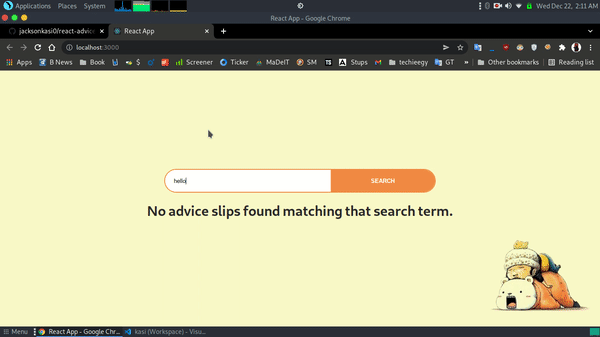 Applications Places System Wed Dec 22, 2:11 AM
React App - Google Chrome
jacksonkasi0/react-advice React App
localhost:3000
Apps B News Book $ Screener Ticker MaDeIT SM Stups M techieegy GT » Other bookmarks Reading list
hello SEARCH
No advice slips found matching that search term.
Menu React App - Google Chr... kasi (Workspace) - Visu...